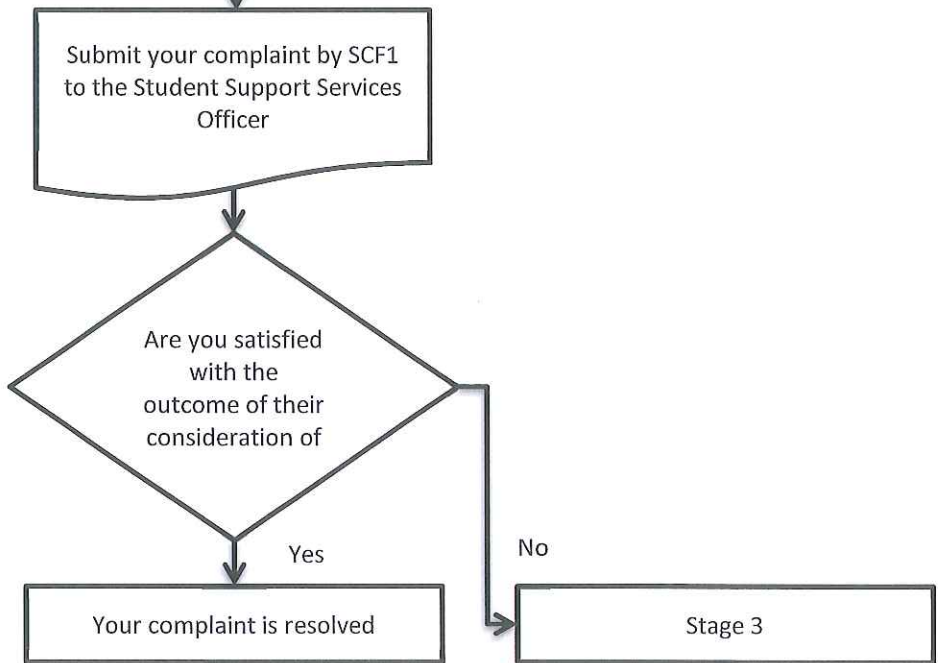 Submit your complaint by SCF1
to the Student Support Services
Officer
Are you satisfied
with the
outcome of their
consideration of
Yes
No
Your complaint is resolved
Stage 3